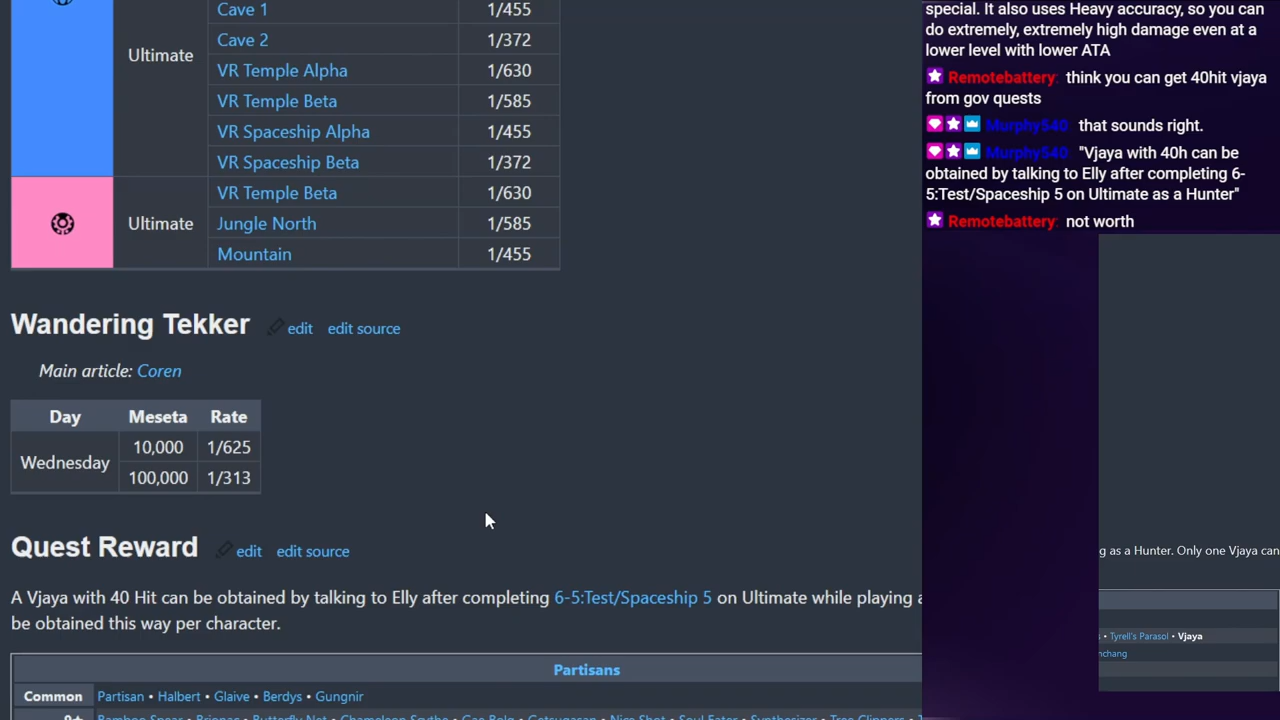 Cave 1 1/455
Ultimate
Cave 2 1/372
VR Temple Alpha 1/630
VR Temple Beta 1/585
VR Spaceship Alpha 1/455
VR Spaceship Beta 1/372
VR Temple Beta 1/630
Ultimate Jungle North 1/585
Mountain 1/455
Wandering Tekker edit edit source
Main article: Coren
Day Meseta Rate
Wednesday
10,000 1/625
100,000 1/313
Quest Reward edit edit source
A Vjaya with 40 Hit can be obtained by talking to Elly after completing 6-5:Test/Spaceship 5 on Ultimate while playing a
be obtained this way per character.
Partisans
Common Partisan • Halbert • Glaive • Berdys • Gungnir
special. It also uses Heavy accuracy, so you can
do extremely, extremely high damage even at a
lower level with lower ATA
Remotebattery: think you can get 40hit vjaya
from gov quests
Murphy540 that sounds right.
Murphy540 "Vjaya with 40h can be
obtained by talking to Elly after completing 6-
5:Test/Spaceship 5 on Ultimate as a Hunter"
Remotebattery: not worth
g as a Hunter. Only one Vjaya can
• Tyrell's Parasol • Vjaya
nchang